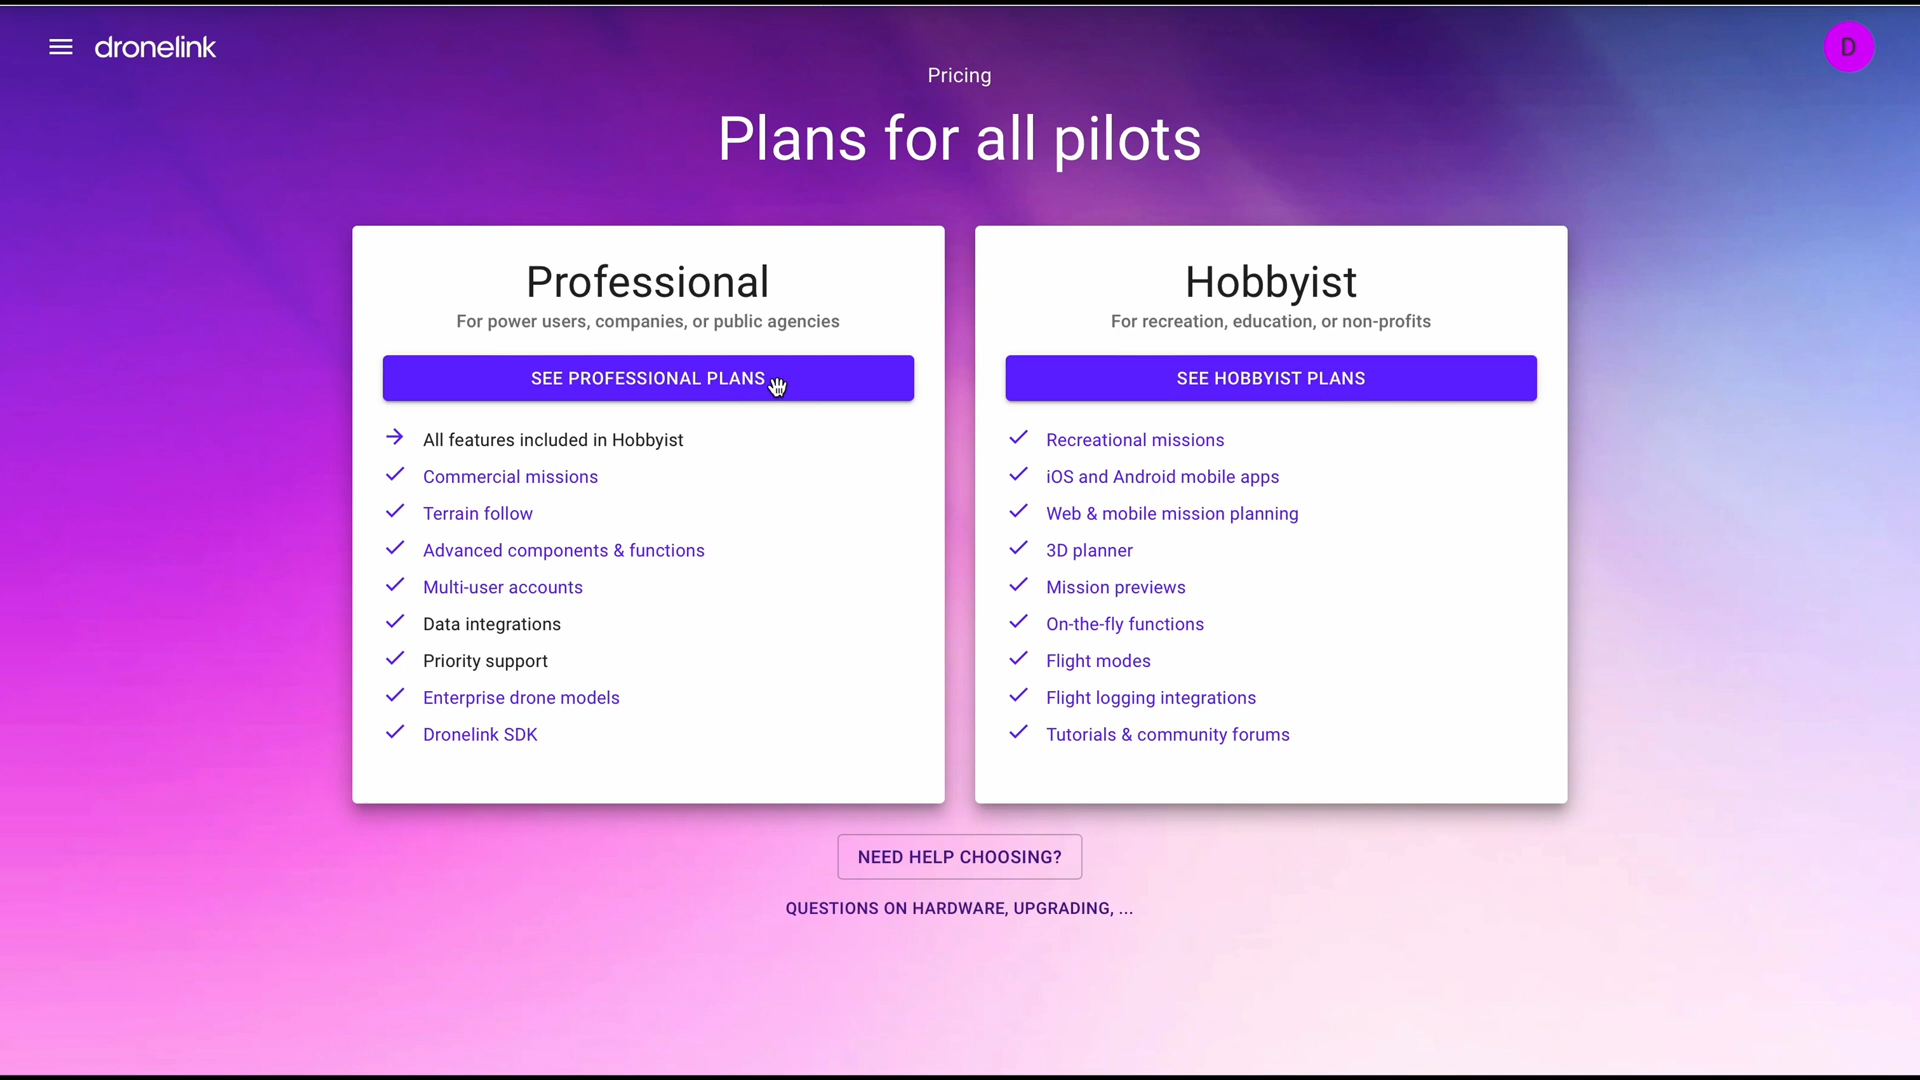 dronelink
D
Pricing
Plans for all pilots
Professional
For power users, companies, or public agencies
SEE PROFESSIONAL PLANS
All features included in Hobbyist
Commercial missions
Terrain follow
Advanced components & functions
Multi-user accounts
Data integrations
Priority support
Enterprise drone models
Dronelink SDK
Hobbyist
For recreation, education, or non-profits
SEE HOBBYIST PLANS
Recreational missions
iOS and Android mobile apps
Web & mobile mission planning
3D planner
Mission previews
On-the-fly functions
Flight modes
Flight logging integrations
Tutorials & community forums
NEED HELP CHOOSING?
QUESTIONS ON HARDWARE, UPGRADING, ...